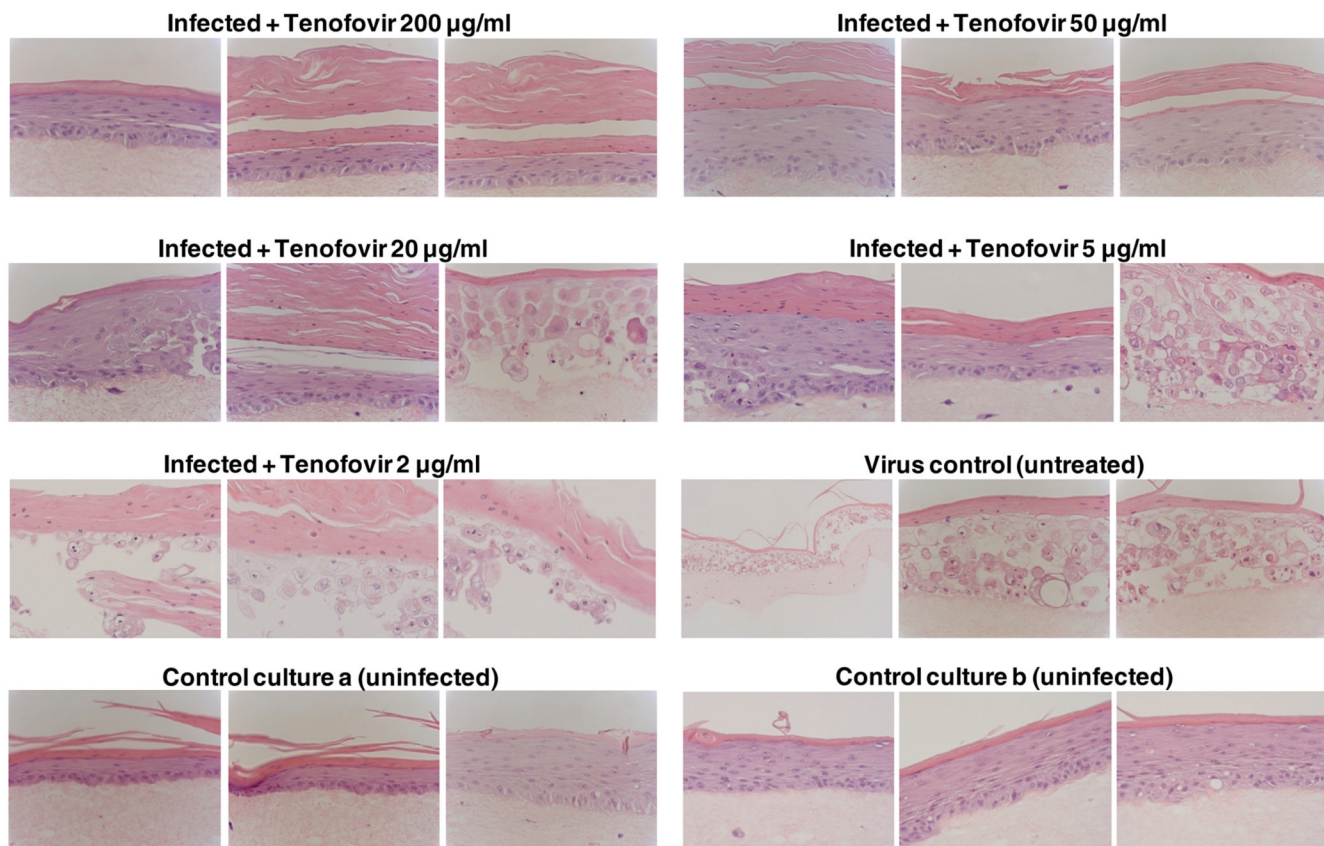 Infected + Tenofovir 200 µg/ml
Infected + Tenofovir 50 µg/ml
Infected + Tenofovir 20 µg/ml
Infected + Tenofovir 5 µg/ml
Infected + Tenofovir 2 µg/ml
Virus control (untreated)
Control culture a (uninfected)
Control culture b (uninfected)